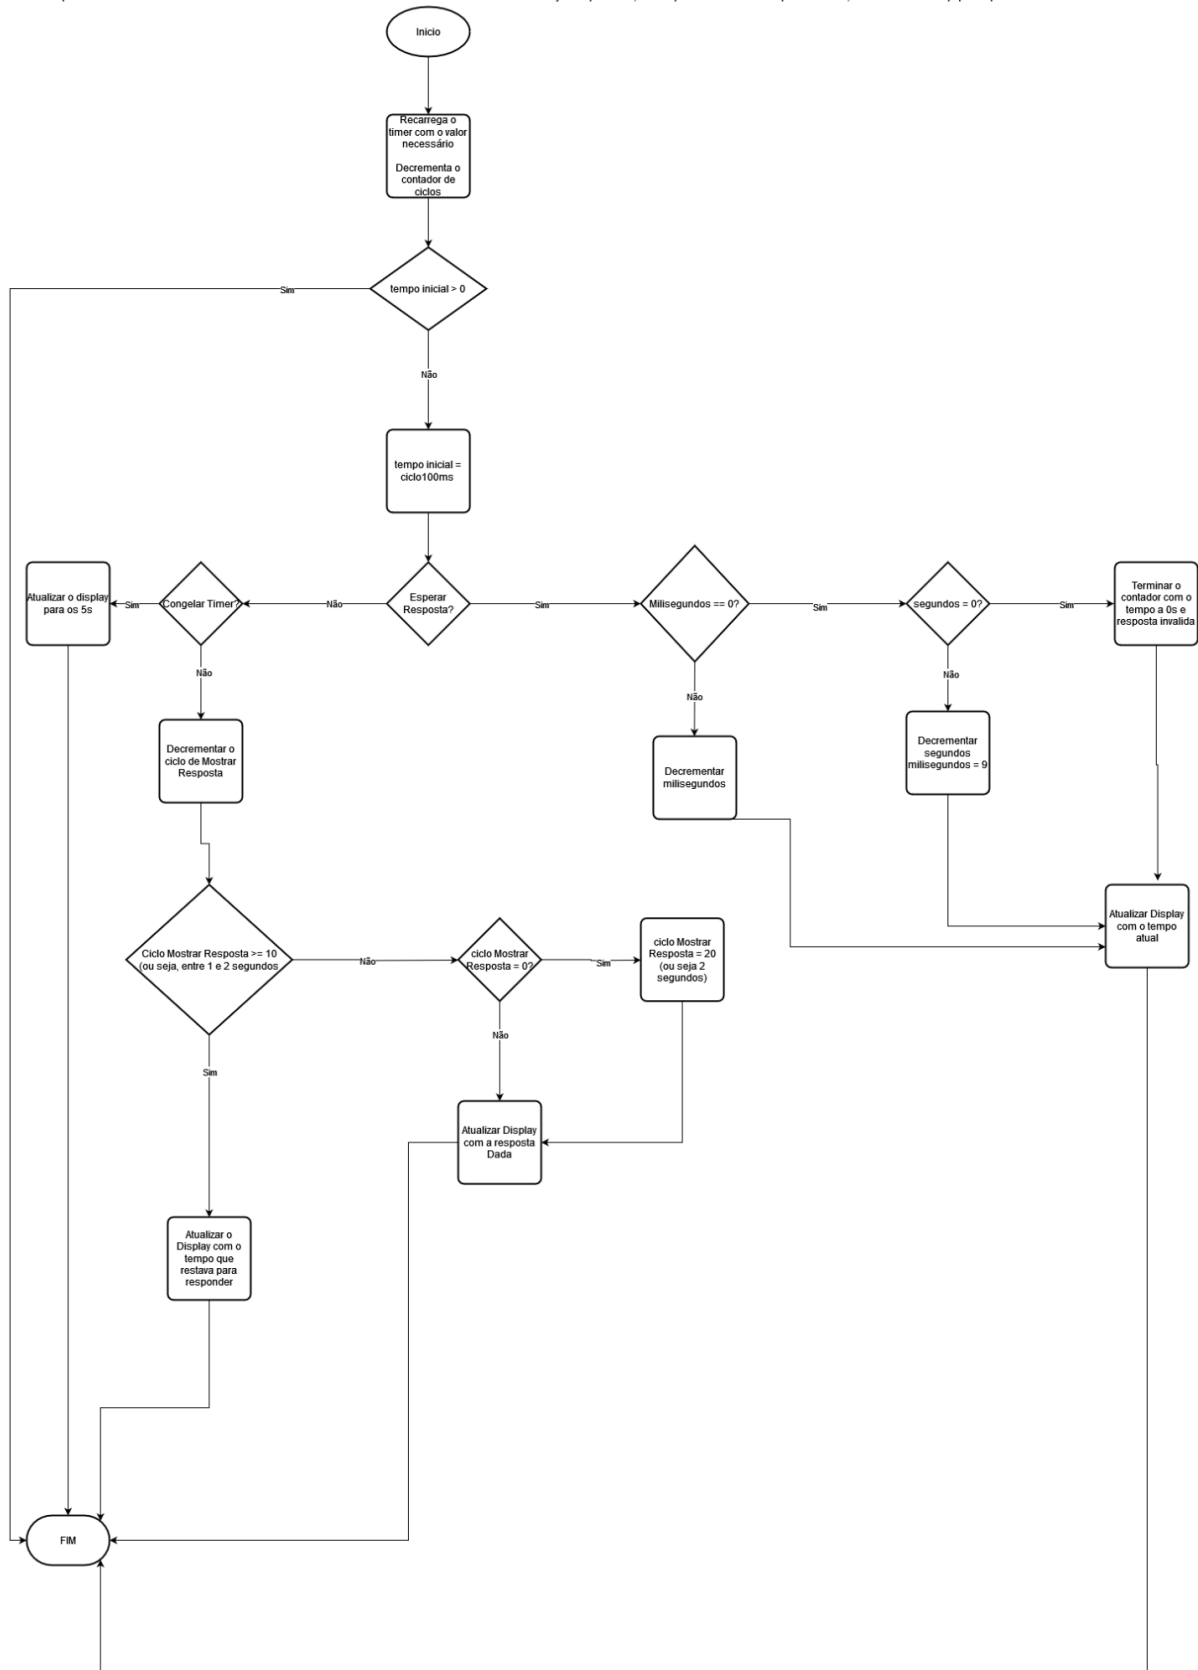 Inicio
Recarrega o
timer com o valor
necessário
Decrementa o
contador de
ciclos
tempo inicial > 0
Sim
Não
tempo inicial =
ciclo100ms
Esperar
Resposta?
Não
Sim
Congelar Timer?
Sim
Atualizar o display
para os 5s
Milisegundos == 0?
Sim
segundos = 0?
Sim
Terminar o
contador com o
tempo a 0s e
resposta invalida
Não
Não
Não
Decrementar o
ciclo de Mostrar
Resposta
Decrementar
milisegundos
Decrementar
segundos
milisegundos = 9
Atualizar Display
com o tempo
atual
Ciclo Mostrar Resposta >= 10
(ou seja, entre 1 e 2 segundos
Não
ciclo Mostrar
Resposta = 0?
Sim
ciclo Mostrar
Resposta = 20
(ou seja 2
segundos)
Não
Sim
Atualizar Display
com a resposta
Dada
Atualizar o
Display com o
tempo que
restava para
responder
FIM